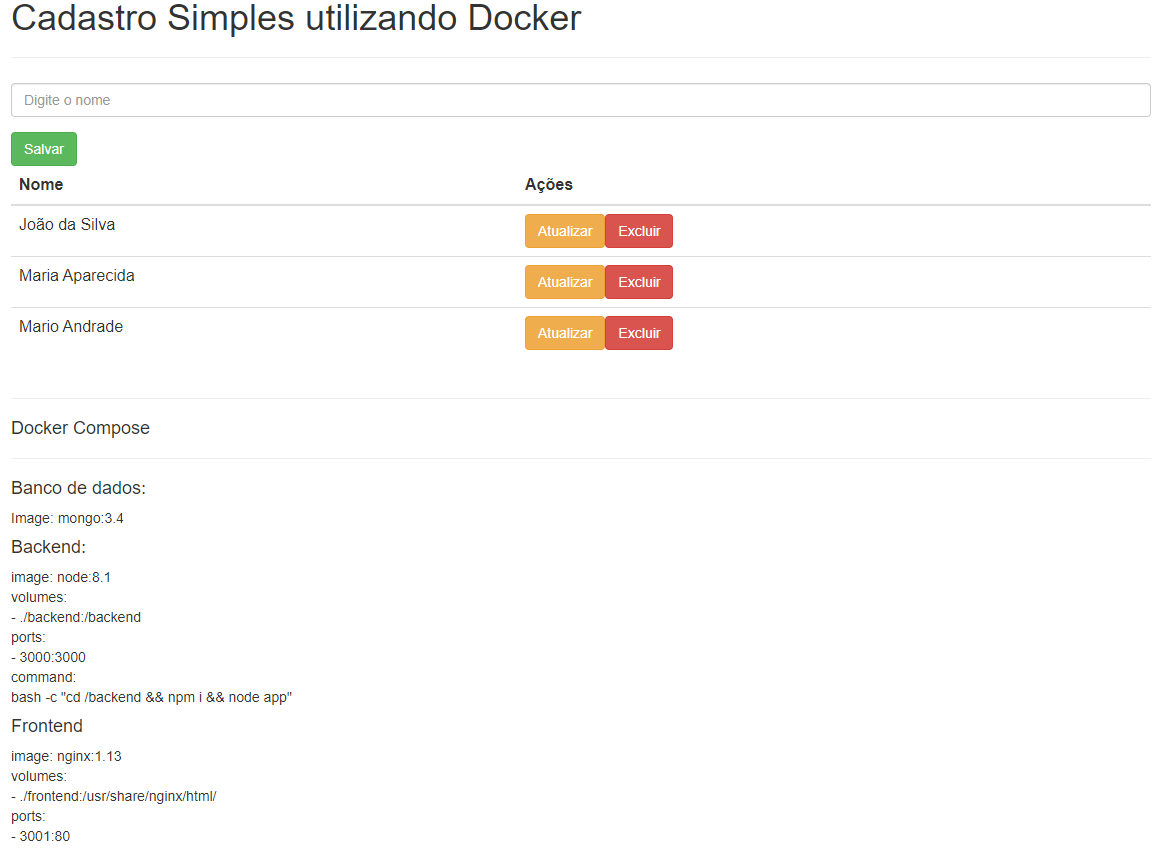 Cadastro Simples utilizando Docker
Digite o nome
Salvar
Nome Ações
João da Silva Atualizar Excluir
Maria Aparecida Atualizar Excluir
Mario Andrade Atualizar Excluir
Docker Compose
Banco de dados:
Image: mongo:3.4
Backend:
image: node:8.1
volumes:
- ./backend:/backend
ports:
- 3000:3000
command:
bash -c "cd /backend && npm i && node app"
Frontend
image: nginx:1.13
volumes:
- ./frontend:/usr/share/nginx/html/
ports:
- 3001:80